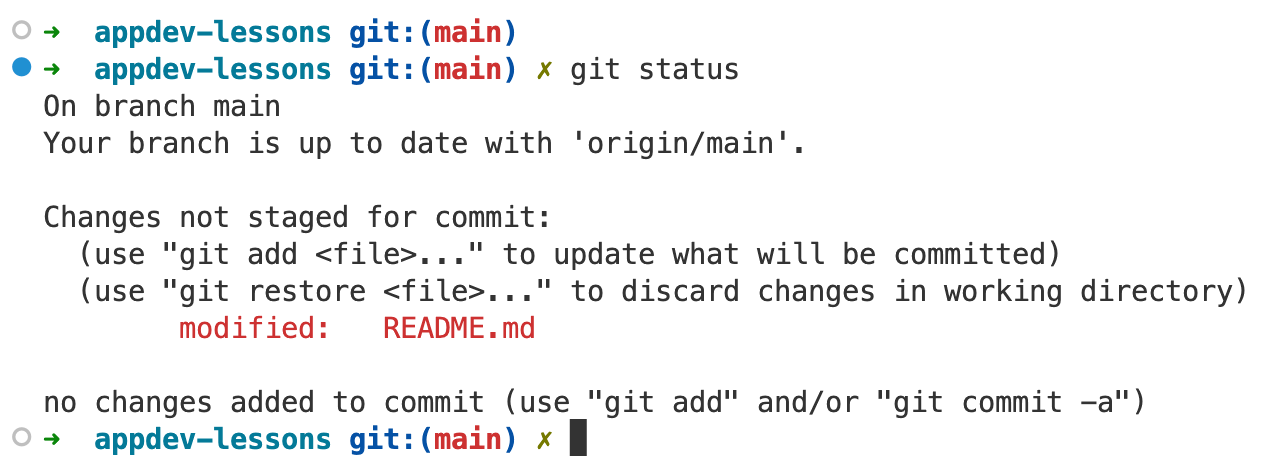 ➜  appdev-lessons git:(main)
➜  appdev-lessons git:(main) ✗ git status
On branch main
Your branch is up to date with 'origin/main'.
Changes not staged for commit:
  (use "git add <file>..." to update what will be committed)
  (use "git restore <file>..." to discard changes in working directory)
        modified:   README.md
no changes added to commit (use "git add" and/or "git commit -a")
➜  appdev-lessons git:(main) ✗